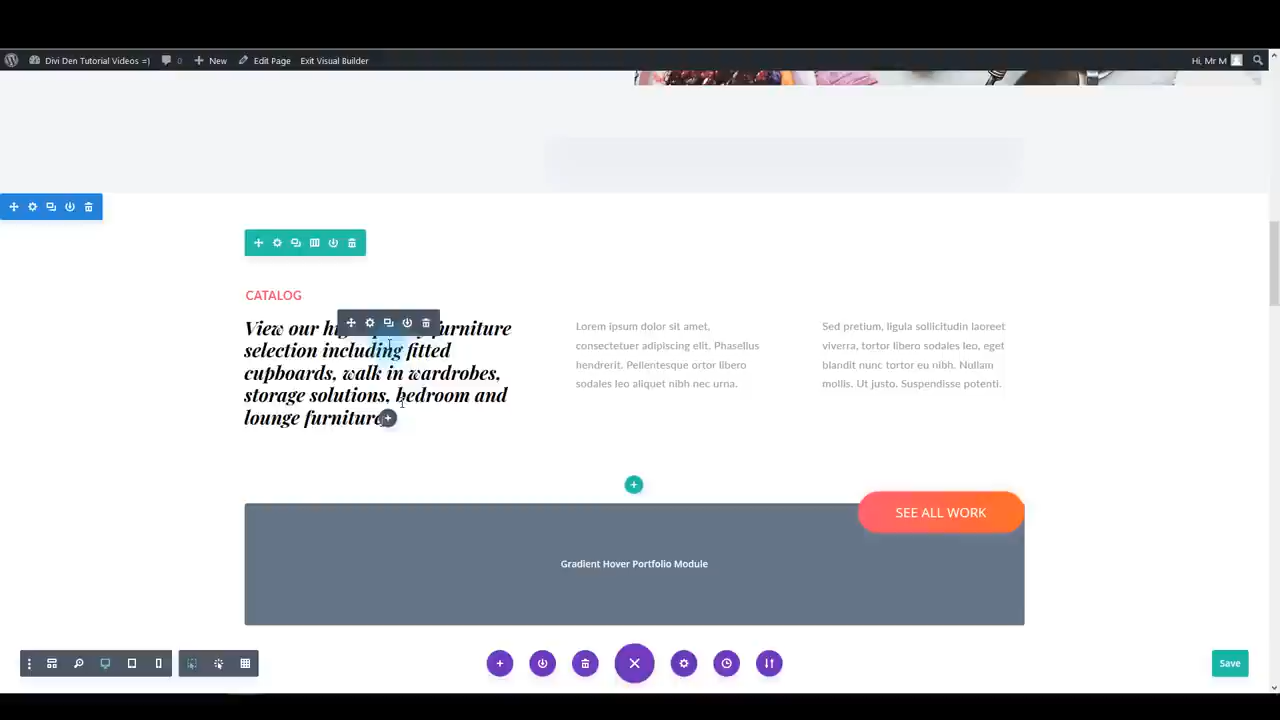 Divi Den Tutorial Videos =) 0 New Edit Page Exit Visual Builder Hi, Mr M
CATALOG
View our hi furniture
selection including fitted
cupboards, walk in wardrobes,
storage solutions, bedroom and
lounge furniture
Lorem ipsum dolor sit amet,
consectetuer adipiscing elit. Phasellus
hendrerit. Pellentesque ortor libero
sodales leo aliquet nibh nec urna.
Sed pretium, ligula sollicitudin laoreet
viverra, tortor libero sodales leo, eget
blandit nunc tortor eu nibh. Nullam
mollis. Ut justo. Suspendisse potenti.
SEE ALL WORK
Gradient Hover Portfolio Module
Save